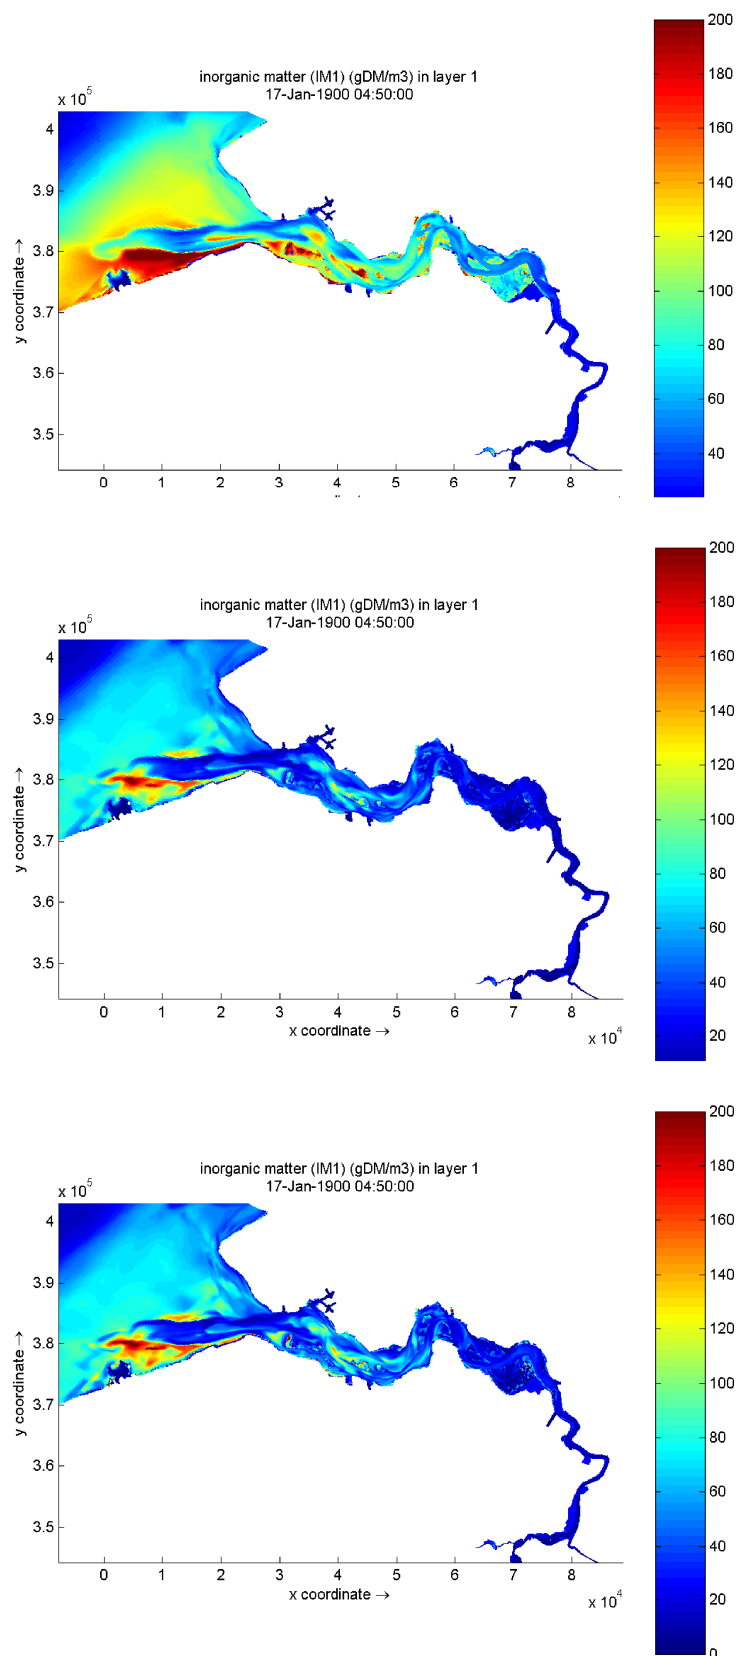 inorganic matter (IM1) (gDM/m3) in layer 1
17-Jan-1900 04:50:00
x 10^5
4
3.9
3.8
3.7
3.6
3.5
y coordinate →
0 1 2 3 4 5 6 7 8
200
180
160
140
120
100
80
60
40
inorganic matter (IM1) (gDM/m3) in layer 1
17-Jan-1900 04:50:00
x 10^5
4
3.9
3.8
3.7
3.6
3.5
y coordinate →
0 1 2 3 4 5 6 7 8
x coordinate →
x 10^4
200
180
160
140
120
100
80
60
40
20
inorganic matter (IM1) (gDM/m3) in layer 1
17-Jan-1900 04:50:00
x 10^5
4
3.9
3.8
3.7
3.6
3.5
y coordinate →
0 1 2 3 4 5 6 7 8
x coordinate →
x 10^4
200
180
160
140
120
100
80
60
40
20
0